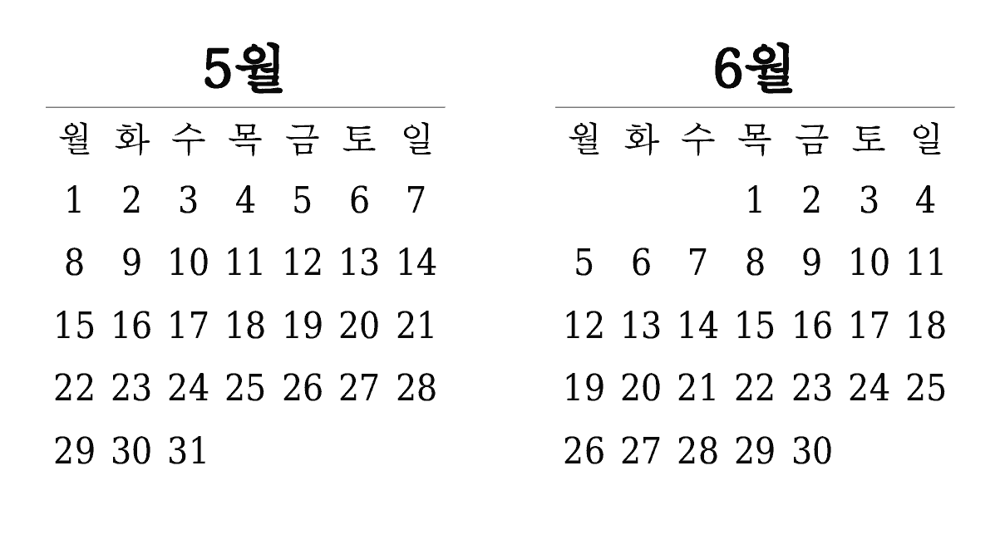 5월
월 화 수 목 금 토 일
1 2 3 4 5 6 7
8 9 10 11 12 13 14
15 16 17 18 19 20 21
22 23 24 25 26 27 28
29 30 31
6월
월 화 수 목 금 토 일
1 2 3 4
5 6 7 8 9 10 11
12 13 14 15 16 17 18
19 20 21 22 23 24 25
26 27 28 29 30